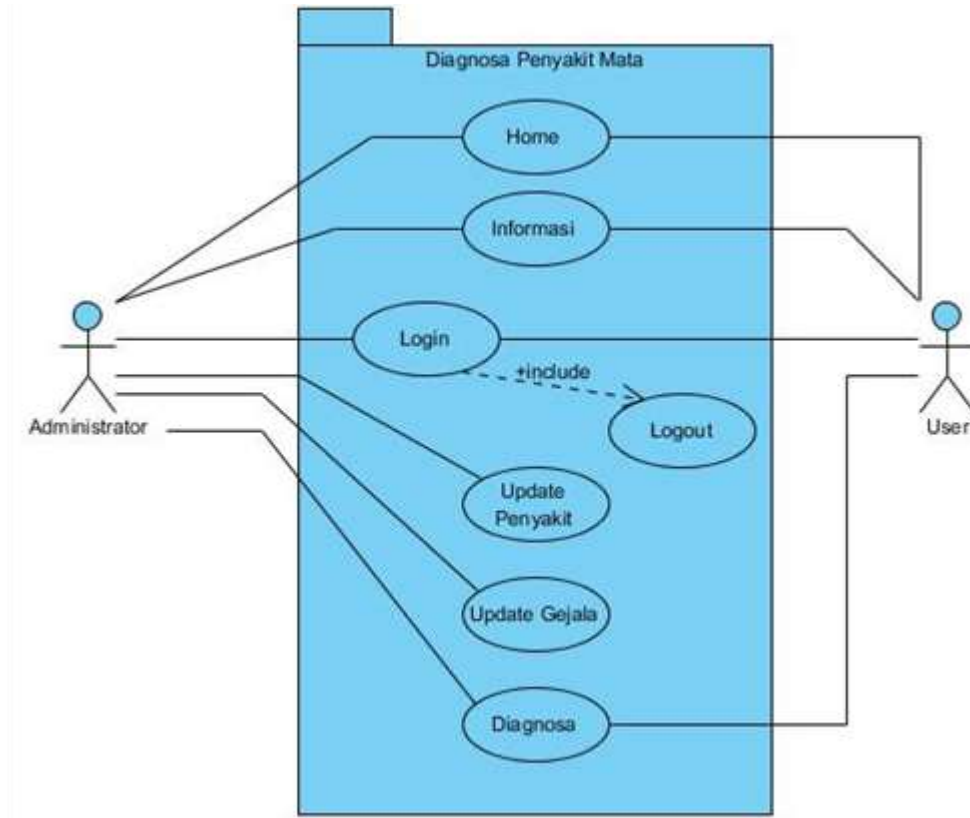 Diagnosa Penyakit Mata
Home
Informasi
Login
+include
Logout
Administrator
User
Update
Penyakit
Update Gejala
Diagnosa